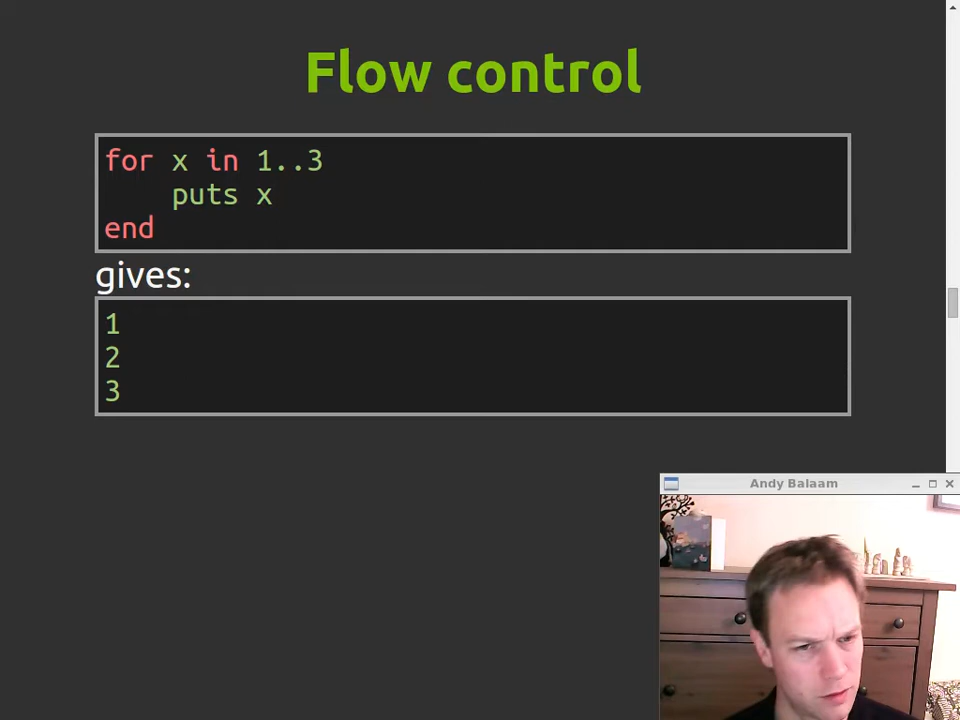 Flow control
for x in 1..3
    puts x
end
gives:
1
2
3
Andy Balaam